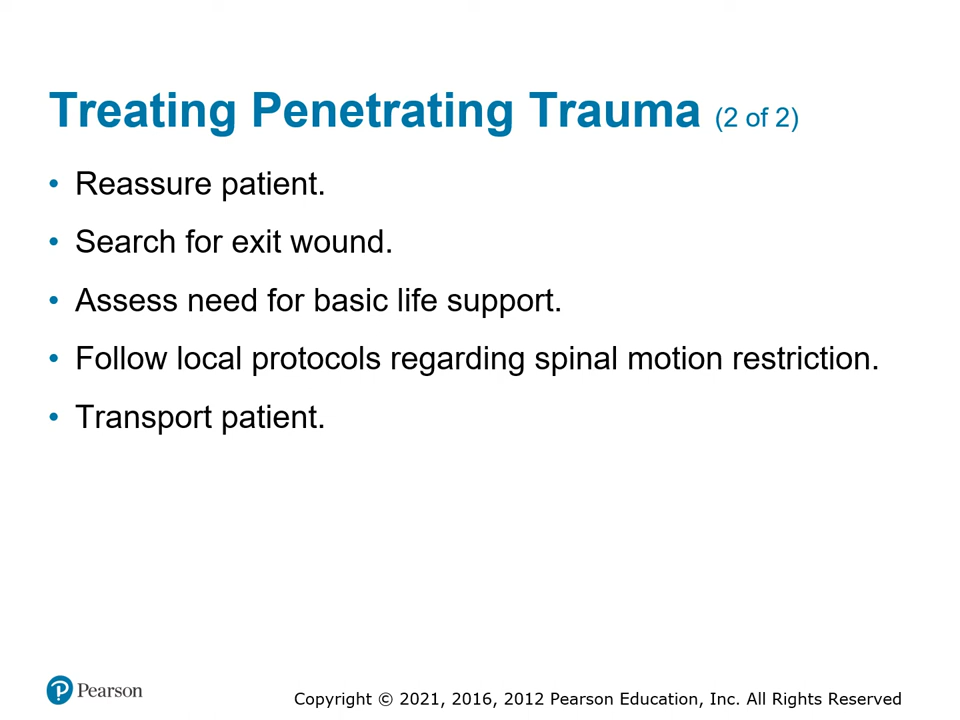 Treating Penetrating Trauma (2 of 2)
• Reassure patient.
• Search for exit wound.
• Assess need for basic life support.
• Follow local protocols regarding spinal motion restriction.
• Transport patient.
Pearson
Copyright © 2021, 2016, 2012 Pearson Education, Inc. All Rights Reserved